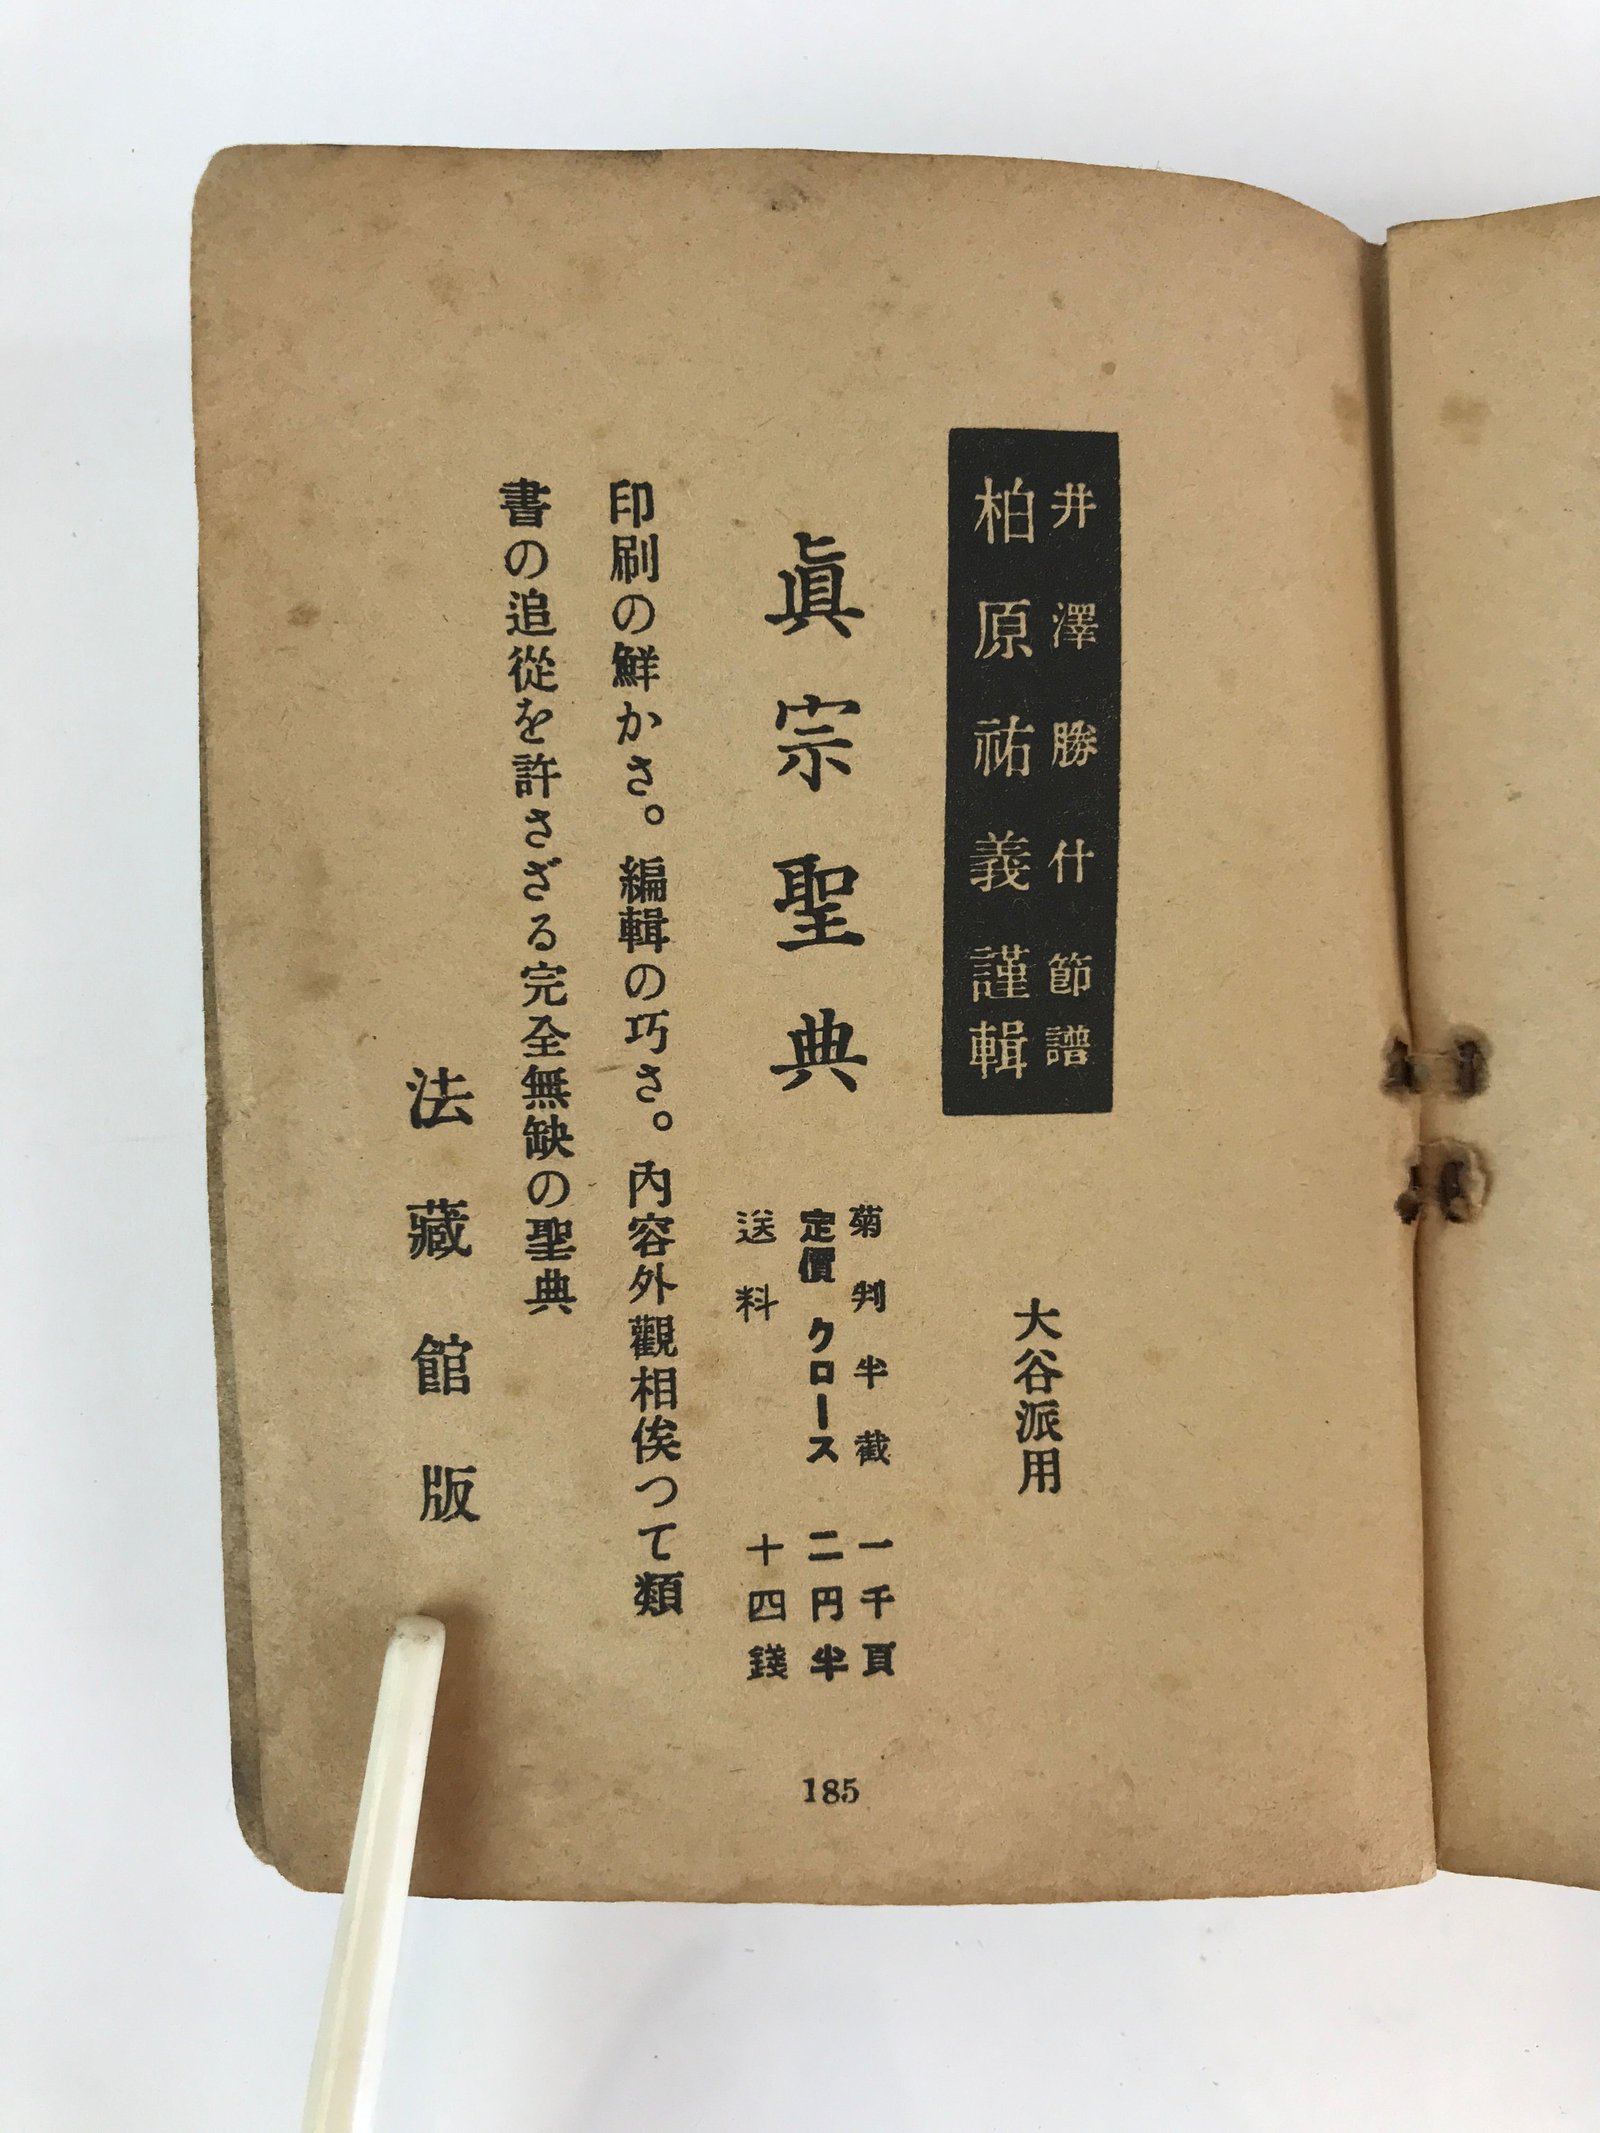 井澤勝什節譜
柏原祐義謹輯
大谷派用
眞宗聖典
菊判半截 一千頁
定價 クロース 二円半
送料 十四錢
印刷の鮮かさ。編輯の巧さ。內容外觀相俟つて類
書の追從を許さざる完全無缺の聖典
法藏館版
185